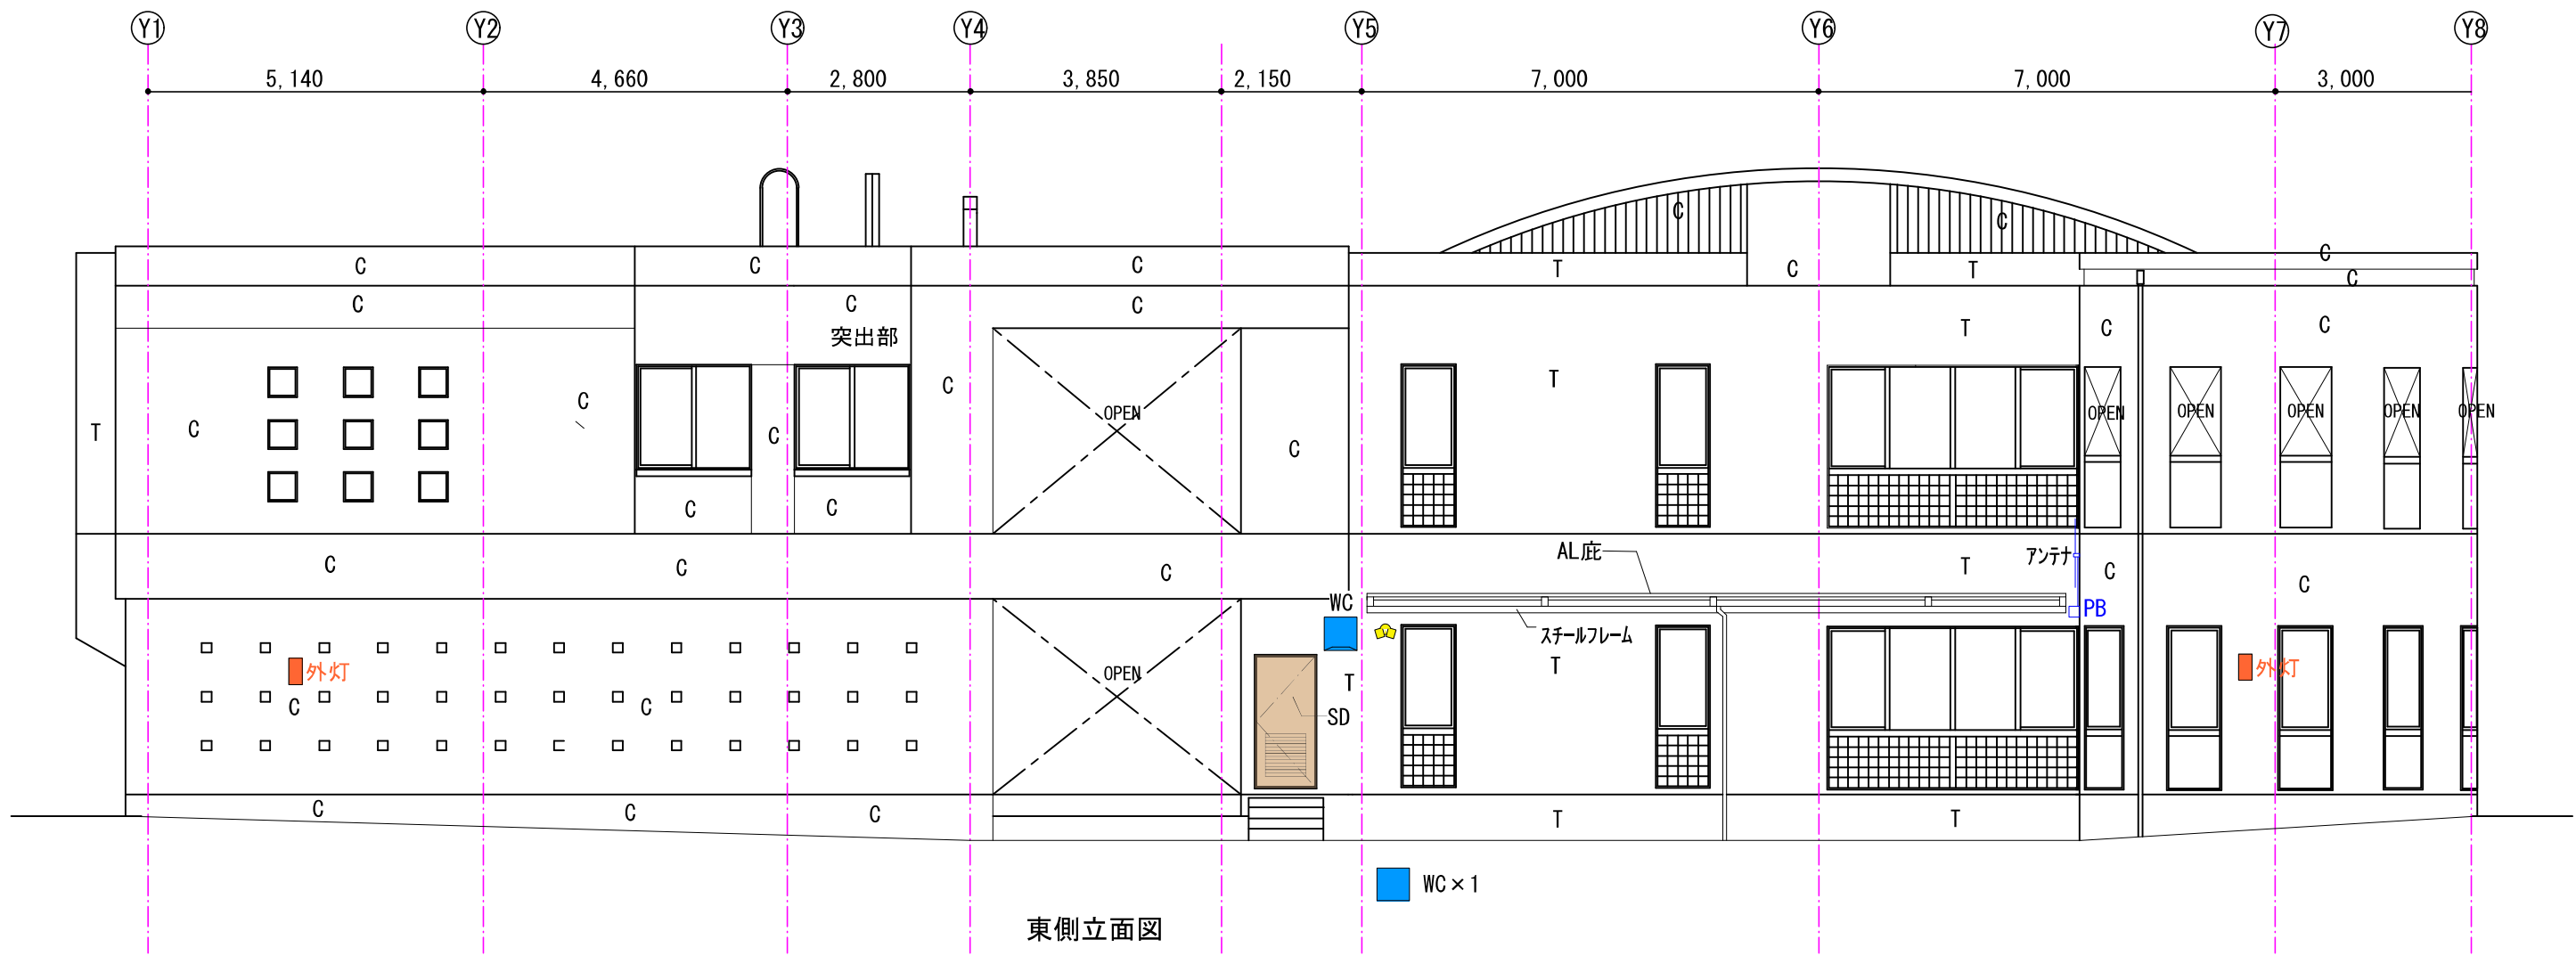 Y1 Y2 Y3 Y4 Y5 Y6 Y7 Y8
5,140 4,660 2,800 3,850 2,150 7,000 7,000 3,000
C C
C
C C C T C T C
C
C C C
突出部
T C C
T C C C C T
OPEN OPEN OPEN OPEN OPEN OPEN
C
C C
C C C
AL庇 T アンテナ C C
WC PB
スチールフレーム
外灯 OPEN T T 外灯
C C SD
C C C T T
WC×1
東側立面図